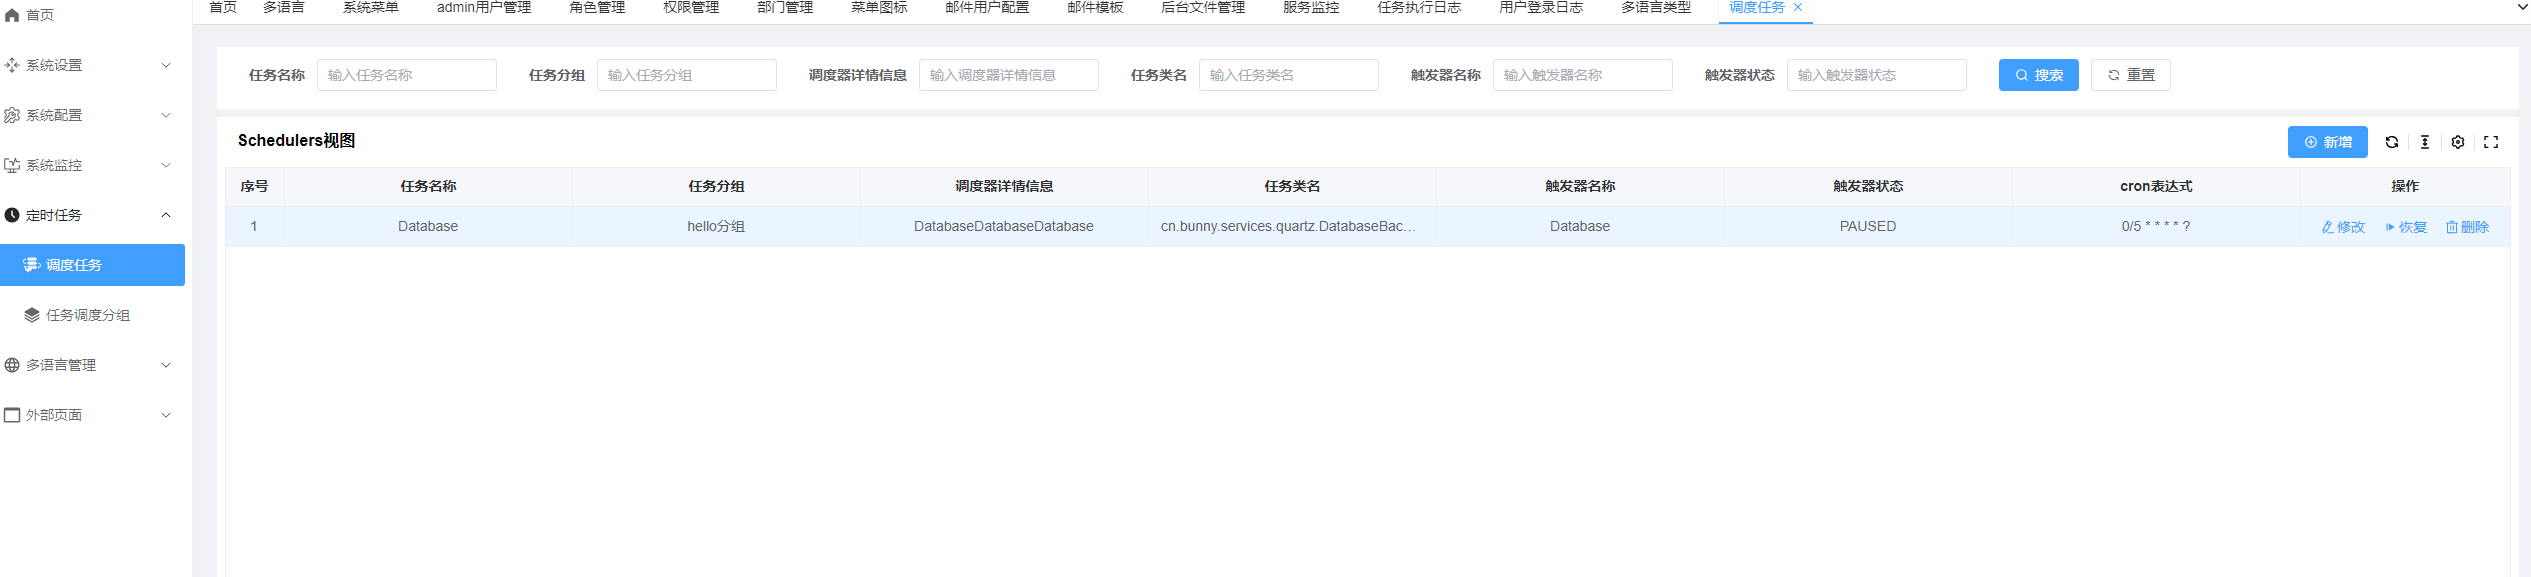 首页 多语言 系统菜单 admin用户管理 角色管理 权限管理 部门管理 菜单图标 邮件用户配置 邮件模板 后台文件管理 服务监控 任务执行日志 用户登录日志 多语言类型 调度任务
首页
系统设置
系统配置
系统监控
定时任务
调度任务
任务调度分组
多语言管理
外部页面
任务名称 输入任务名称 任务分组 输入任务分组 调度器详情信息 输入调度器详情信息 任务类名 输入任务类名 触发器名称 输入触发器名称 触发器状态 输入触发器状态 搜索 重置
Schedulers视图 新增
序号 任务名称 任务分组 调度器详情信息 任务类名 触发器名称 触发器状态 cron表达式 操作
1 Database hello分组 DatabaseDatabaseDatabase cn.bunny.services.quartz.DatabaseBac... Database PAUSED 0/5 * * * * ? 修改 恢复 删除